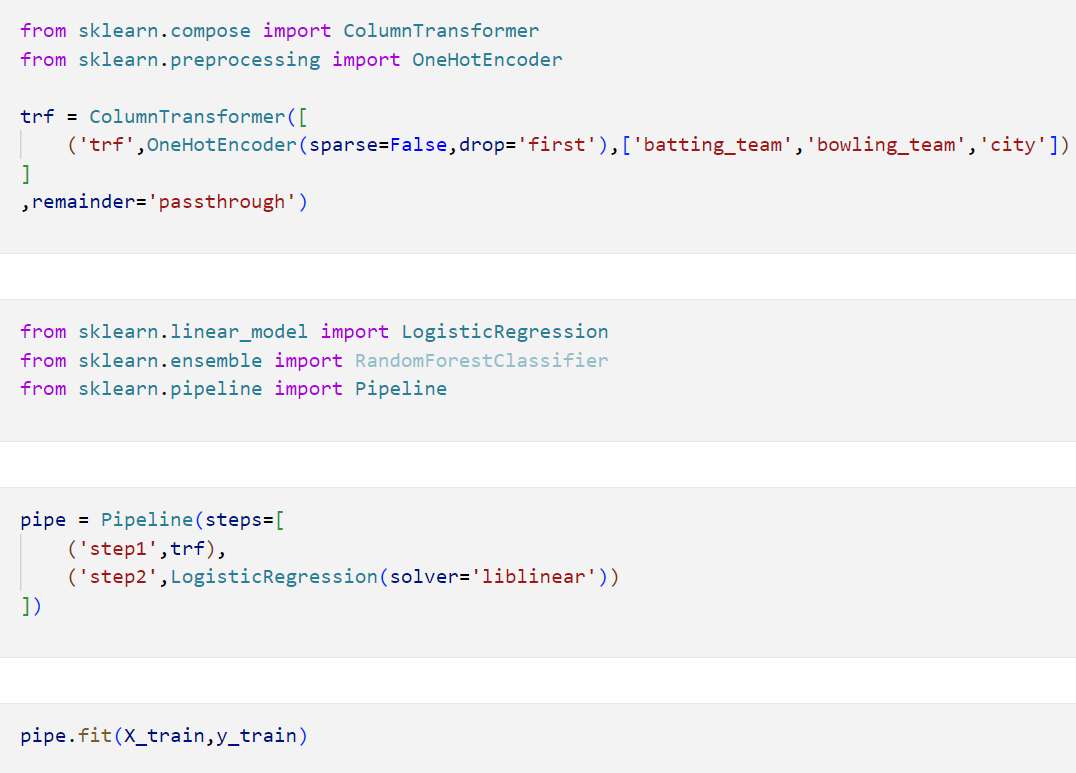 from sklearn.compose import ColumnTransformer
from sklearn.preprocessing import OneHotEncoder
trf = ColumnTransformer([
('trf',OneHotEncoder(sparse=False,drop='first'),['batting_team','bowling_team','city'])
]
,remainder='passthrough')
from sklearn.linear_model import LogisticRegression
from sklearn.ensemble import RandomForestClassifier
from sklearn.pipeline import Pipeline
pipe = Pipeline(steps=[
('step1',trf),
('step2',LogisticRegression(solver='liblinear'))
])
pipe.fit(X_train,y_train)